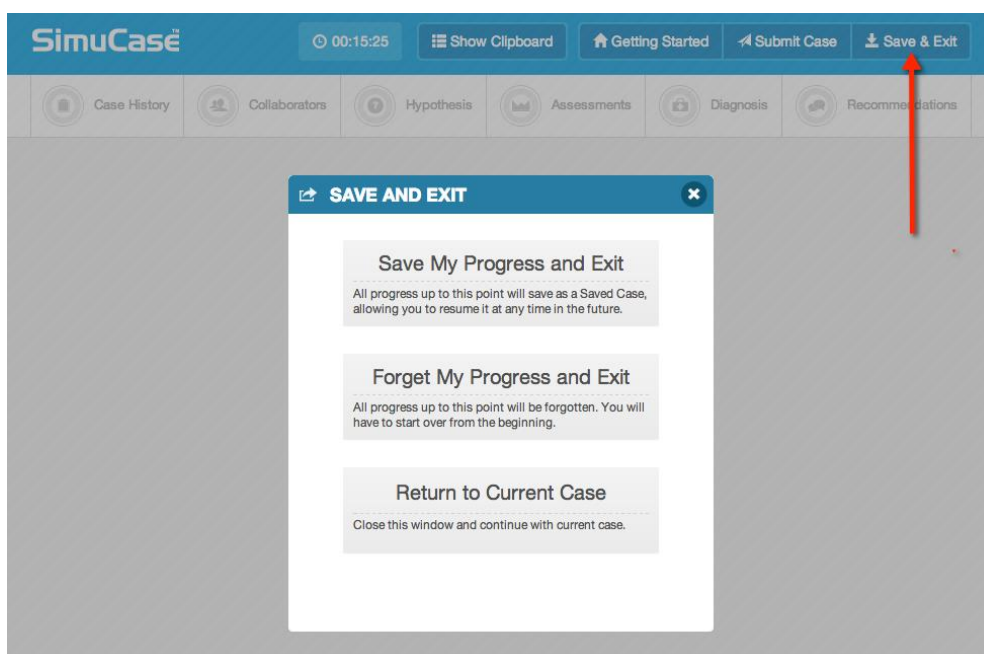 SimuCase™
00:15:25
Show Clipboard
Getting Started
Submit Case
Save & Exit
Case History
Collaborators
Hypothesis
Assessments
Diagnosis
Recommendations
SAVE AND EXIT
Save My Progress and Exit
All progress up to this point will save as a Saved Case,
allowing you to resume it at any time in the future.
Forget My Progress and Exit
All progress up to this point will be forgotten. You will
have to start over from the beginning.
Return to Current Case
Close this window and continue with current case.